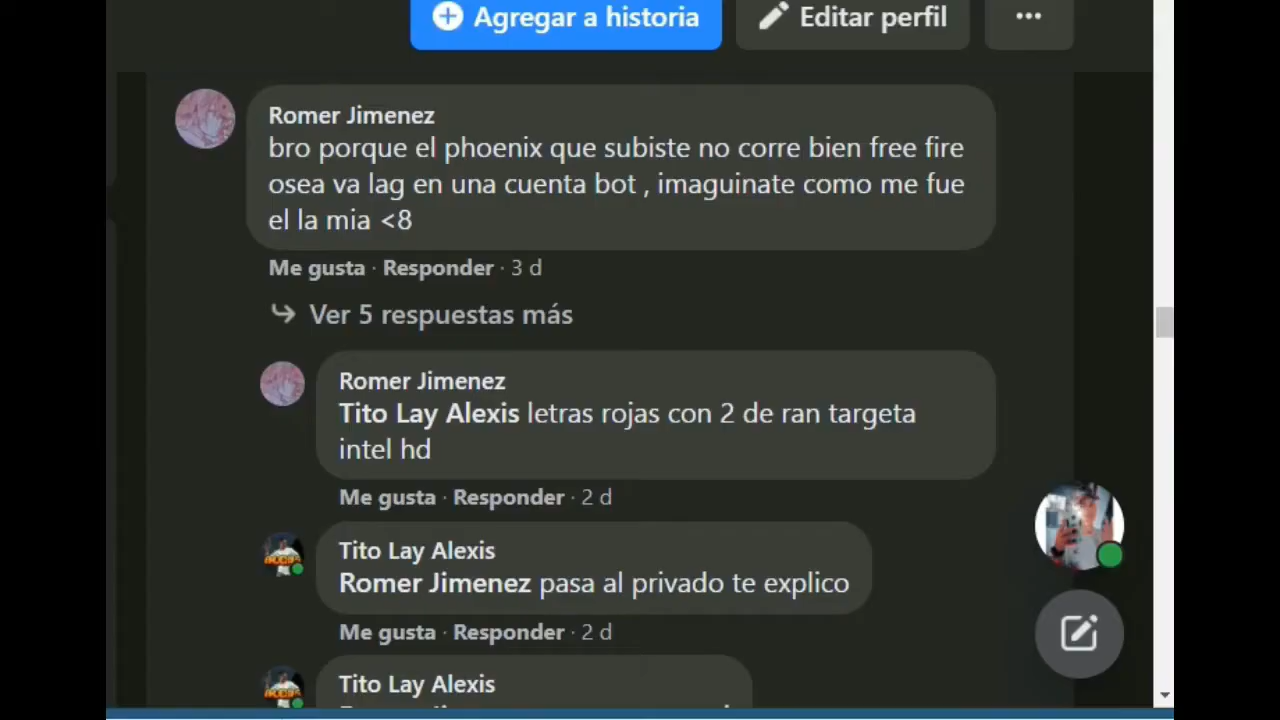 Agregar a historia
Editar perfil
Romer Jimenez
bro porque el phoenix que subiste no corre bien free fire
osea va lag en una cuenta bot , imaguinate como me fue
el la mia <8
Me gusta · Responder · 3 d
Ver 5 respuestas más
Romer Jimenez
Tito Lay Alexis letras rojas con 2 de ran targeta
intel hd
Me gusta · Responder · 2 d
Tito Lay Alexis
Romer Jimenez pasa al privado te explico
Me gusta · Responder · 2 d
Tito Lay Alexis